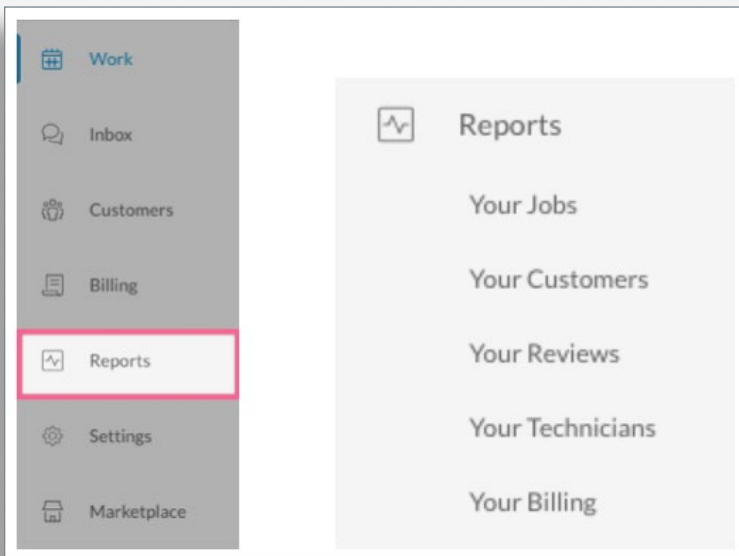 Work
Inbox
Customers
Billing
Reports
Settings
Marketplace
Reports
Your Jobs
Your Customers
Your Reviews
Your Technicians
Your Billing